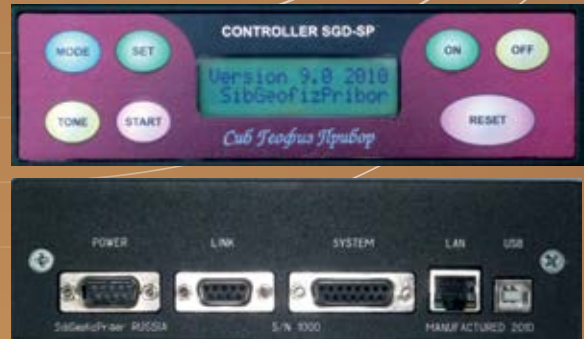 CONTROLLER SGD-SP
MODE SET ON OFF
Version 9.0 2010
SibGeofizPribor
TONE START RESET
Сиб Геофиз Прибор
POWER LINK SYSTEM LAN USB
SibGeofizPribor RUSSIA S/N 1000 MANUFACTURED 2010